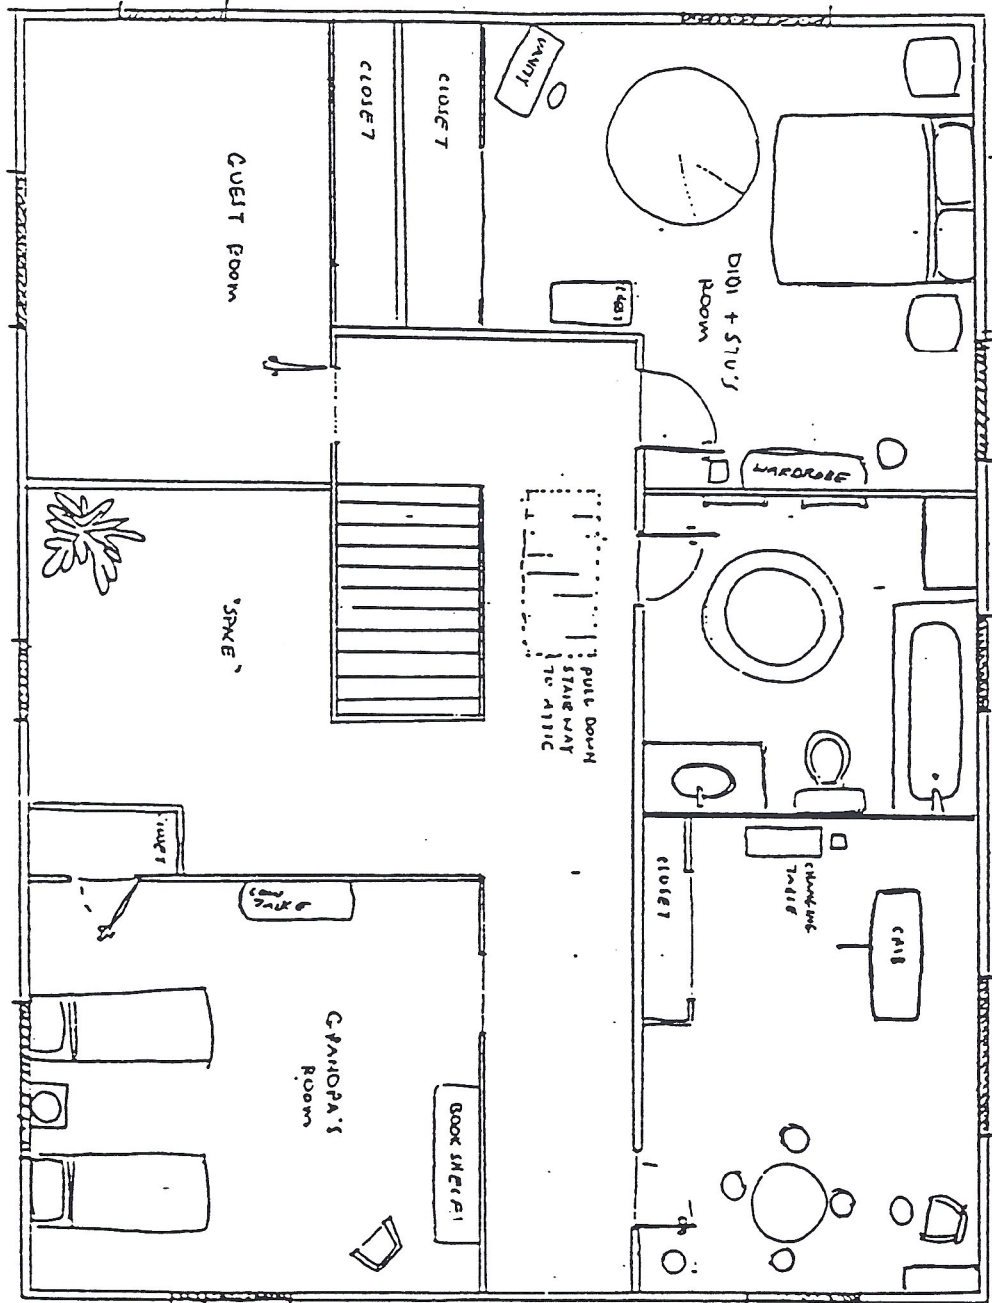 VANITY
CLOSET
CLOSET
GUEST ROOM
DIDI + STU'S
ROOM
CHEST
WARDROBE
"SPACE"
PULL DOWN
STAIRWAY
TO ATTIC
CLOSET
CHANGING
TABLE
CRIB
GRANDPA'S
ROOM
BOOK SHELF